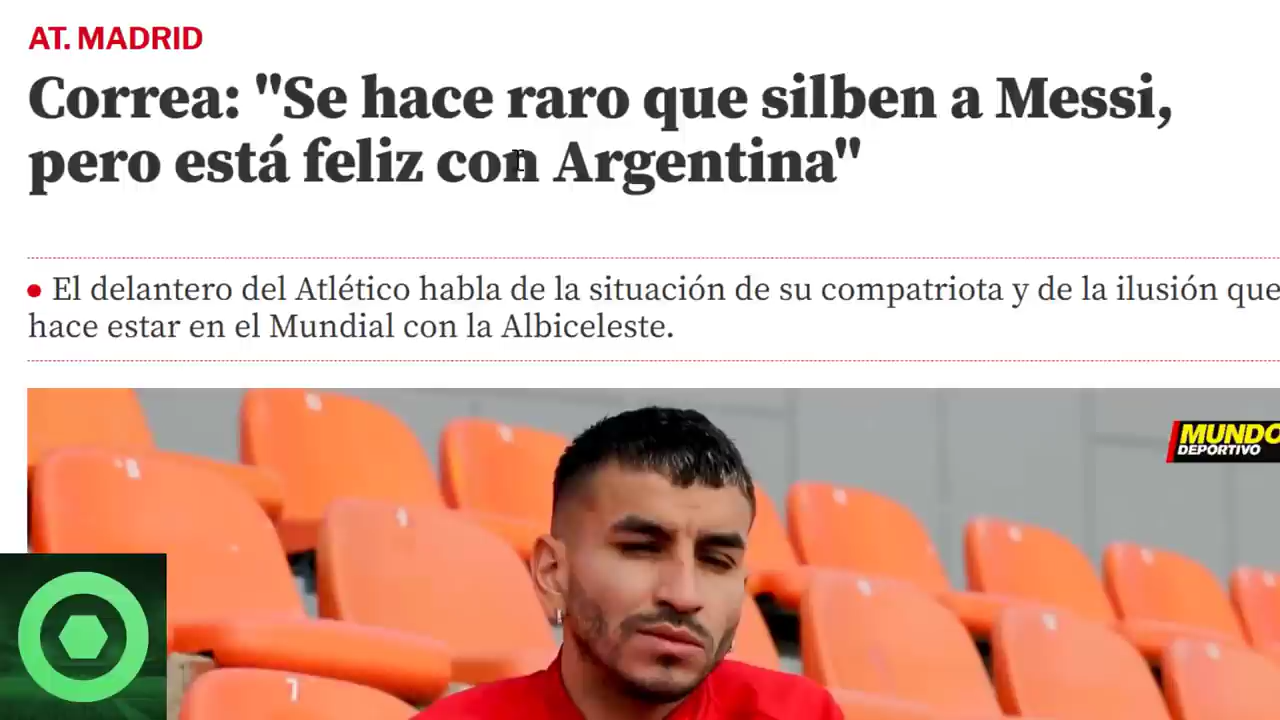 AT. MADRID
Correa: "Se hace raro que silben a Messi,
pero está feliz con Argentina"
• El delantero del Atlético habla de la situación de su compatriota y de la ilusión que
hace estar en el Mundial con la Albiceleste.
MUNDO
DEPORTIVO